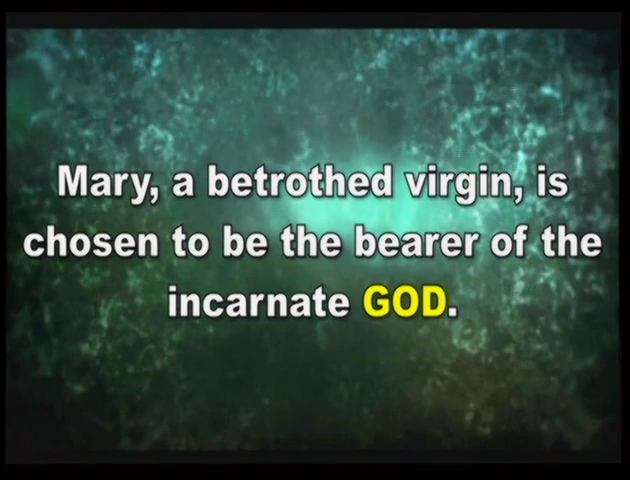 Mary, a betrothed virgin, is
chosen to be the bearer of the
incarnate GOD.